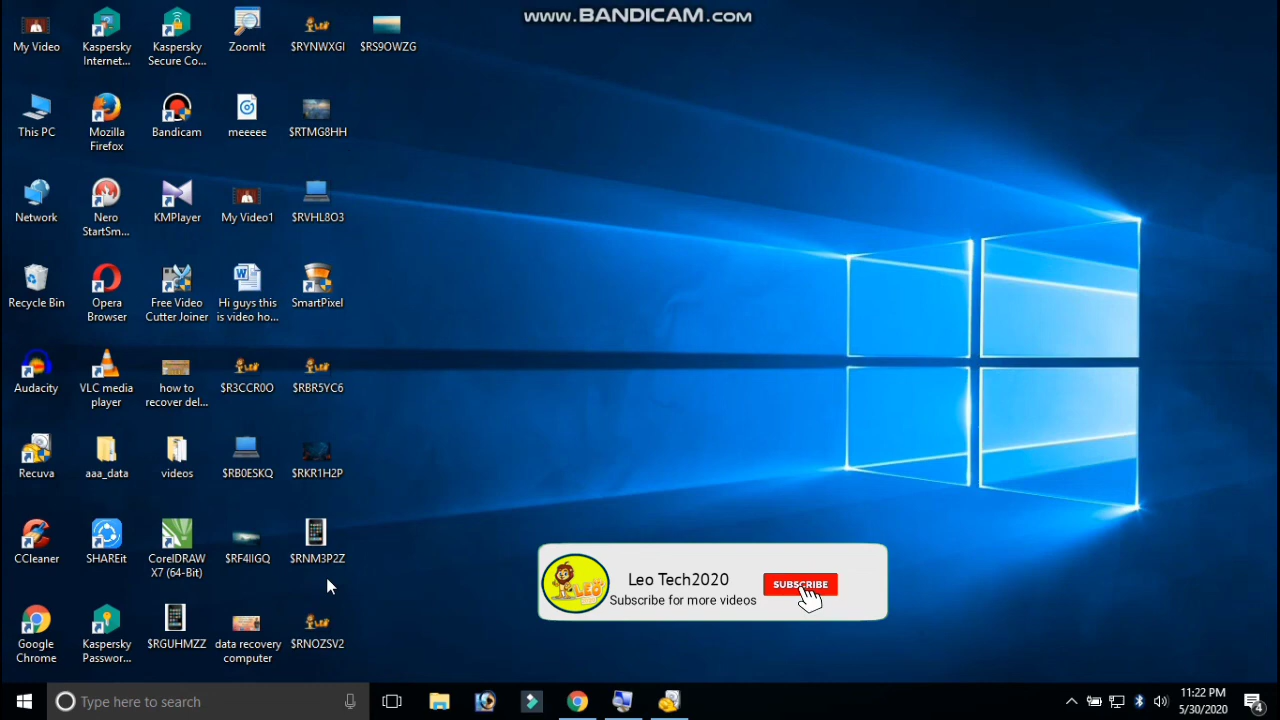 www.BANDICAM.com
My Video
Kaspersky
Internet...
Kaspersky
Secure Co...
ZoomIt
$RYNWXGI
$RS9OWZG
This PC
Mozilla
Firefox
Bandicam
meeeee
$RTMG8HH
Network
Nero
StartSm...
KMPlayer
My Video1
$RVHL8O3
Recycle Bin
Opera
Browser
Free Video
Cutter Joiner
Hi guys this
is video ho...
SmartPixel
Audacity
VLC media
player
how to
recover del...
$R3CCR0O
$RBR5YC6
Recuva
aaa_data
videos
$RB0ESKQ
$RKR1H2P
CCleaner
SHAREit
CorelDRAW
X7 (64-Bit)
$RF4IIGQ
$RNM3P2Z
Google
Chrome
Kaspersky
Passwor...
$RGUHMZZ
data recovery
computer
$RNOZSV2
LEO
Leo Tech2020
Subscribe for more videos
SUBSCRIBE
Type here to search
11:22 PM
5/30/2020
4